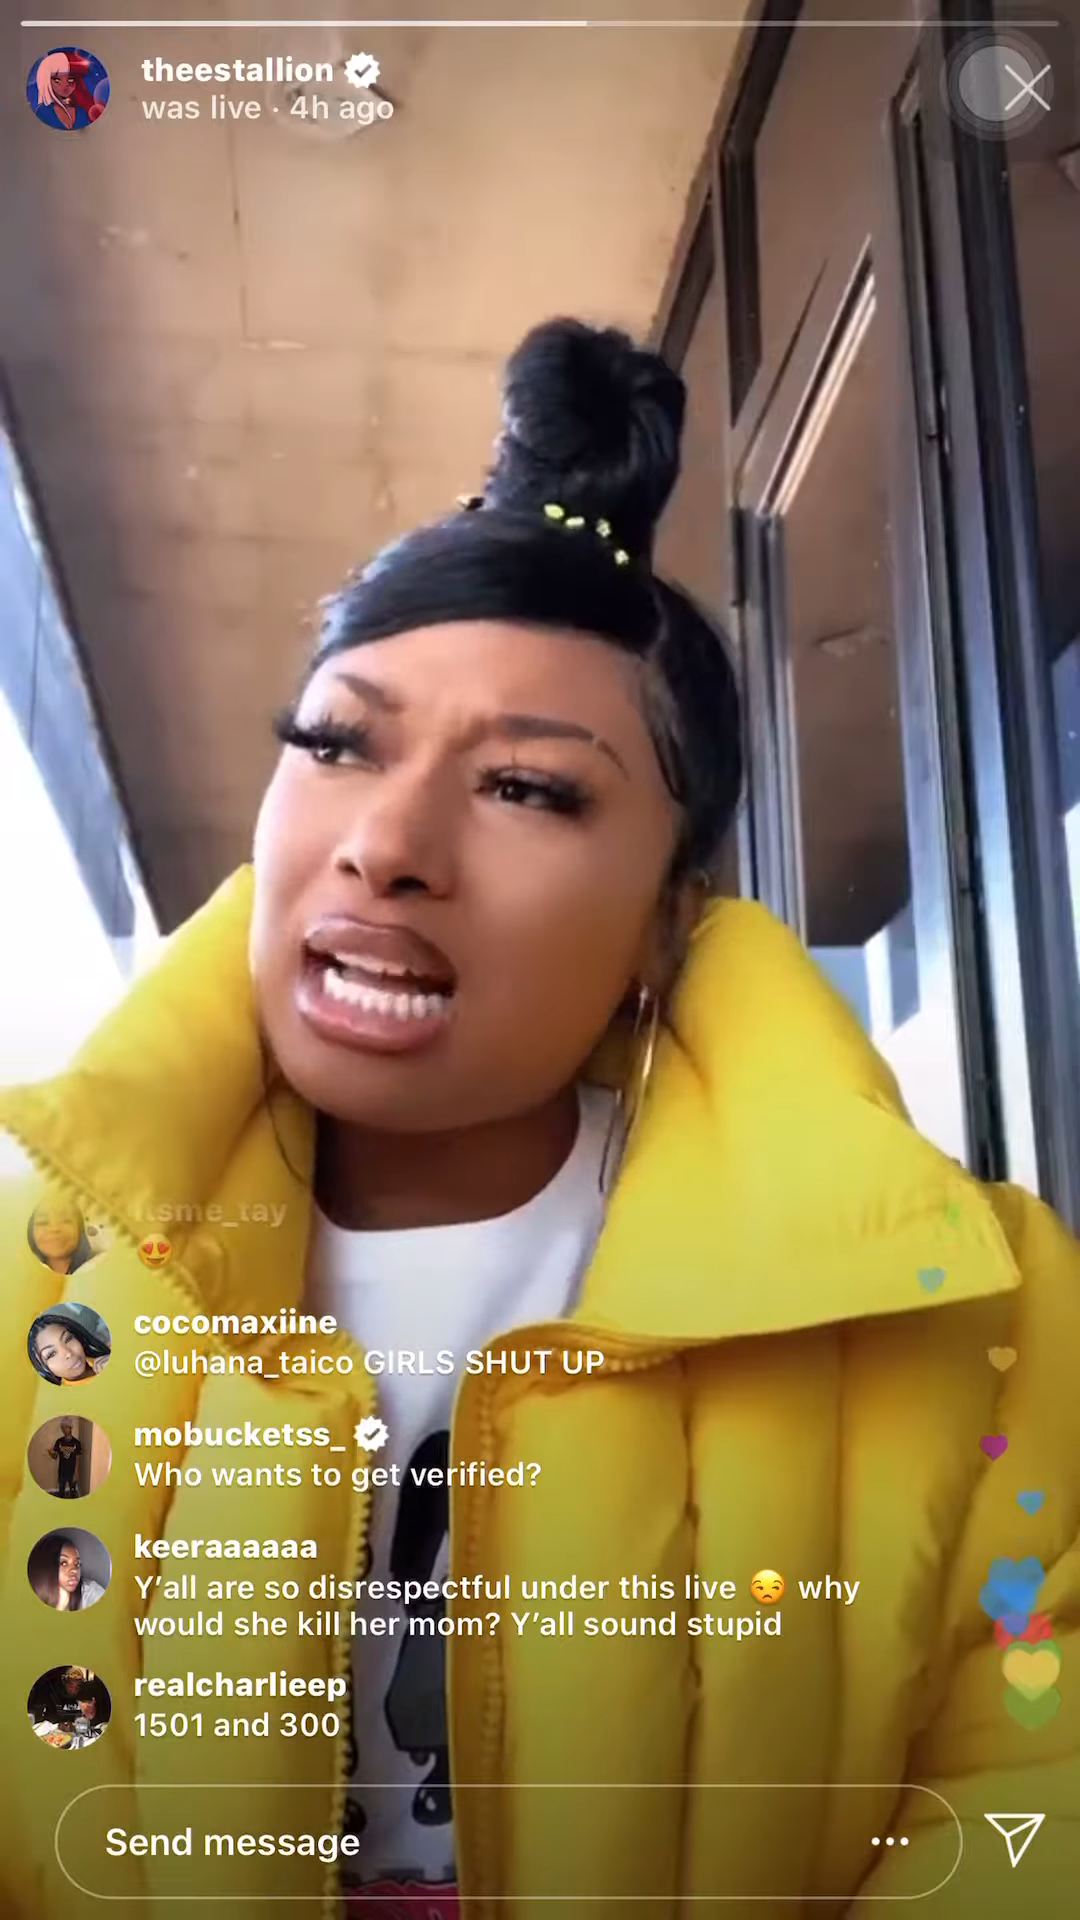 theestallion
was live · 4h ago
itsme_tay
😍
cocomaxiine
@luhana_taico GIRLS SHUT UP
mobucketss_
Who wants to get verified?
keeraaaaaa
Y’all are so disrespectful under this live 😒 why
would she kill her mom? Y’all sound stupid
realcharlieep
1501 and 300
Send message